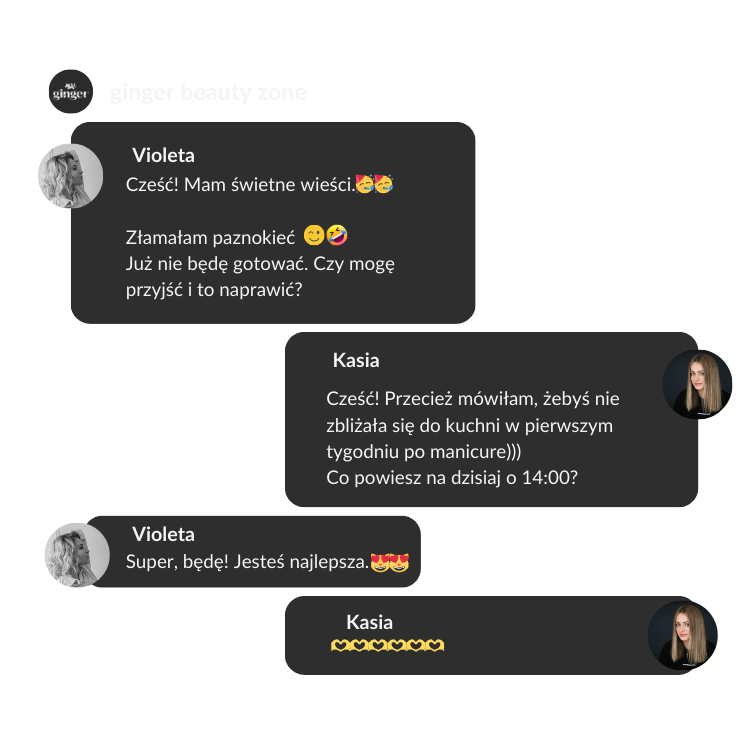 ginger
ginger beauty zone
Violeta
Cześć! Mam świetne wieści.🥳🥳
Złamałam paznokieć 😉🤣
Już nie będę gotować. Czy mogę
przyjść i to naprawić?
Kasia
Cześć! Przecież mówiłam, żebyś nie
zbliżała się do kuchni w pierwszym
tygodniu po manicure)))
Co powiesz na dzisiaj o 14:00?
Violeta
Super, będę! Jesteś najlepsza.😻😻
Kasia
🫶🫶🫶🫶🫶🫶